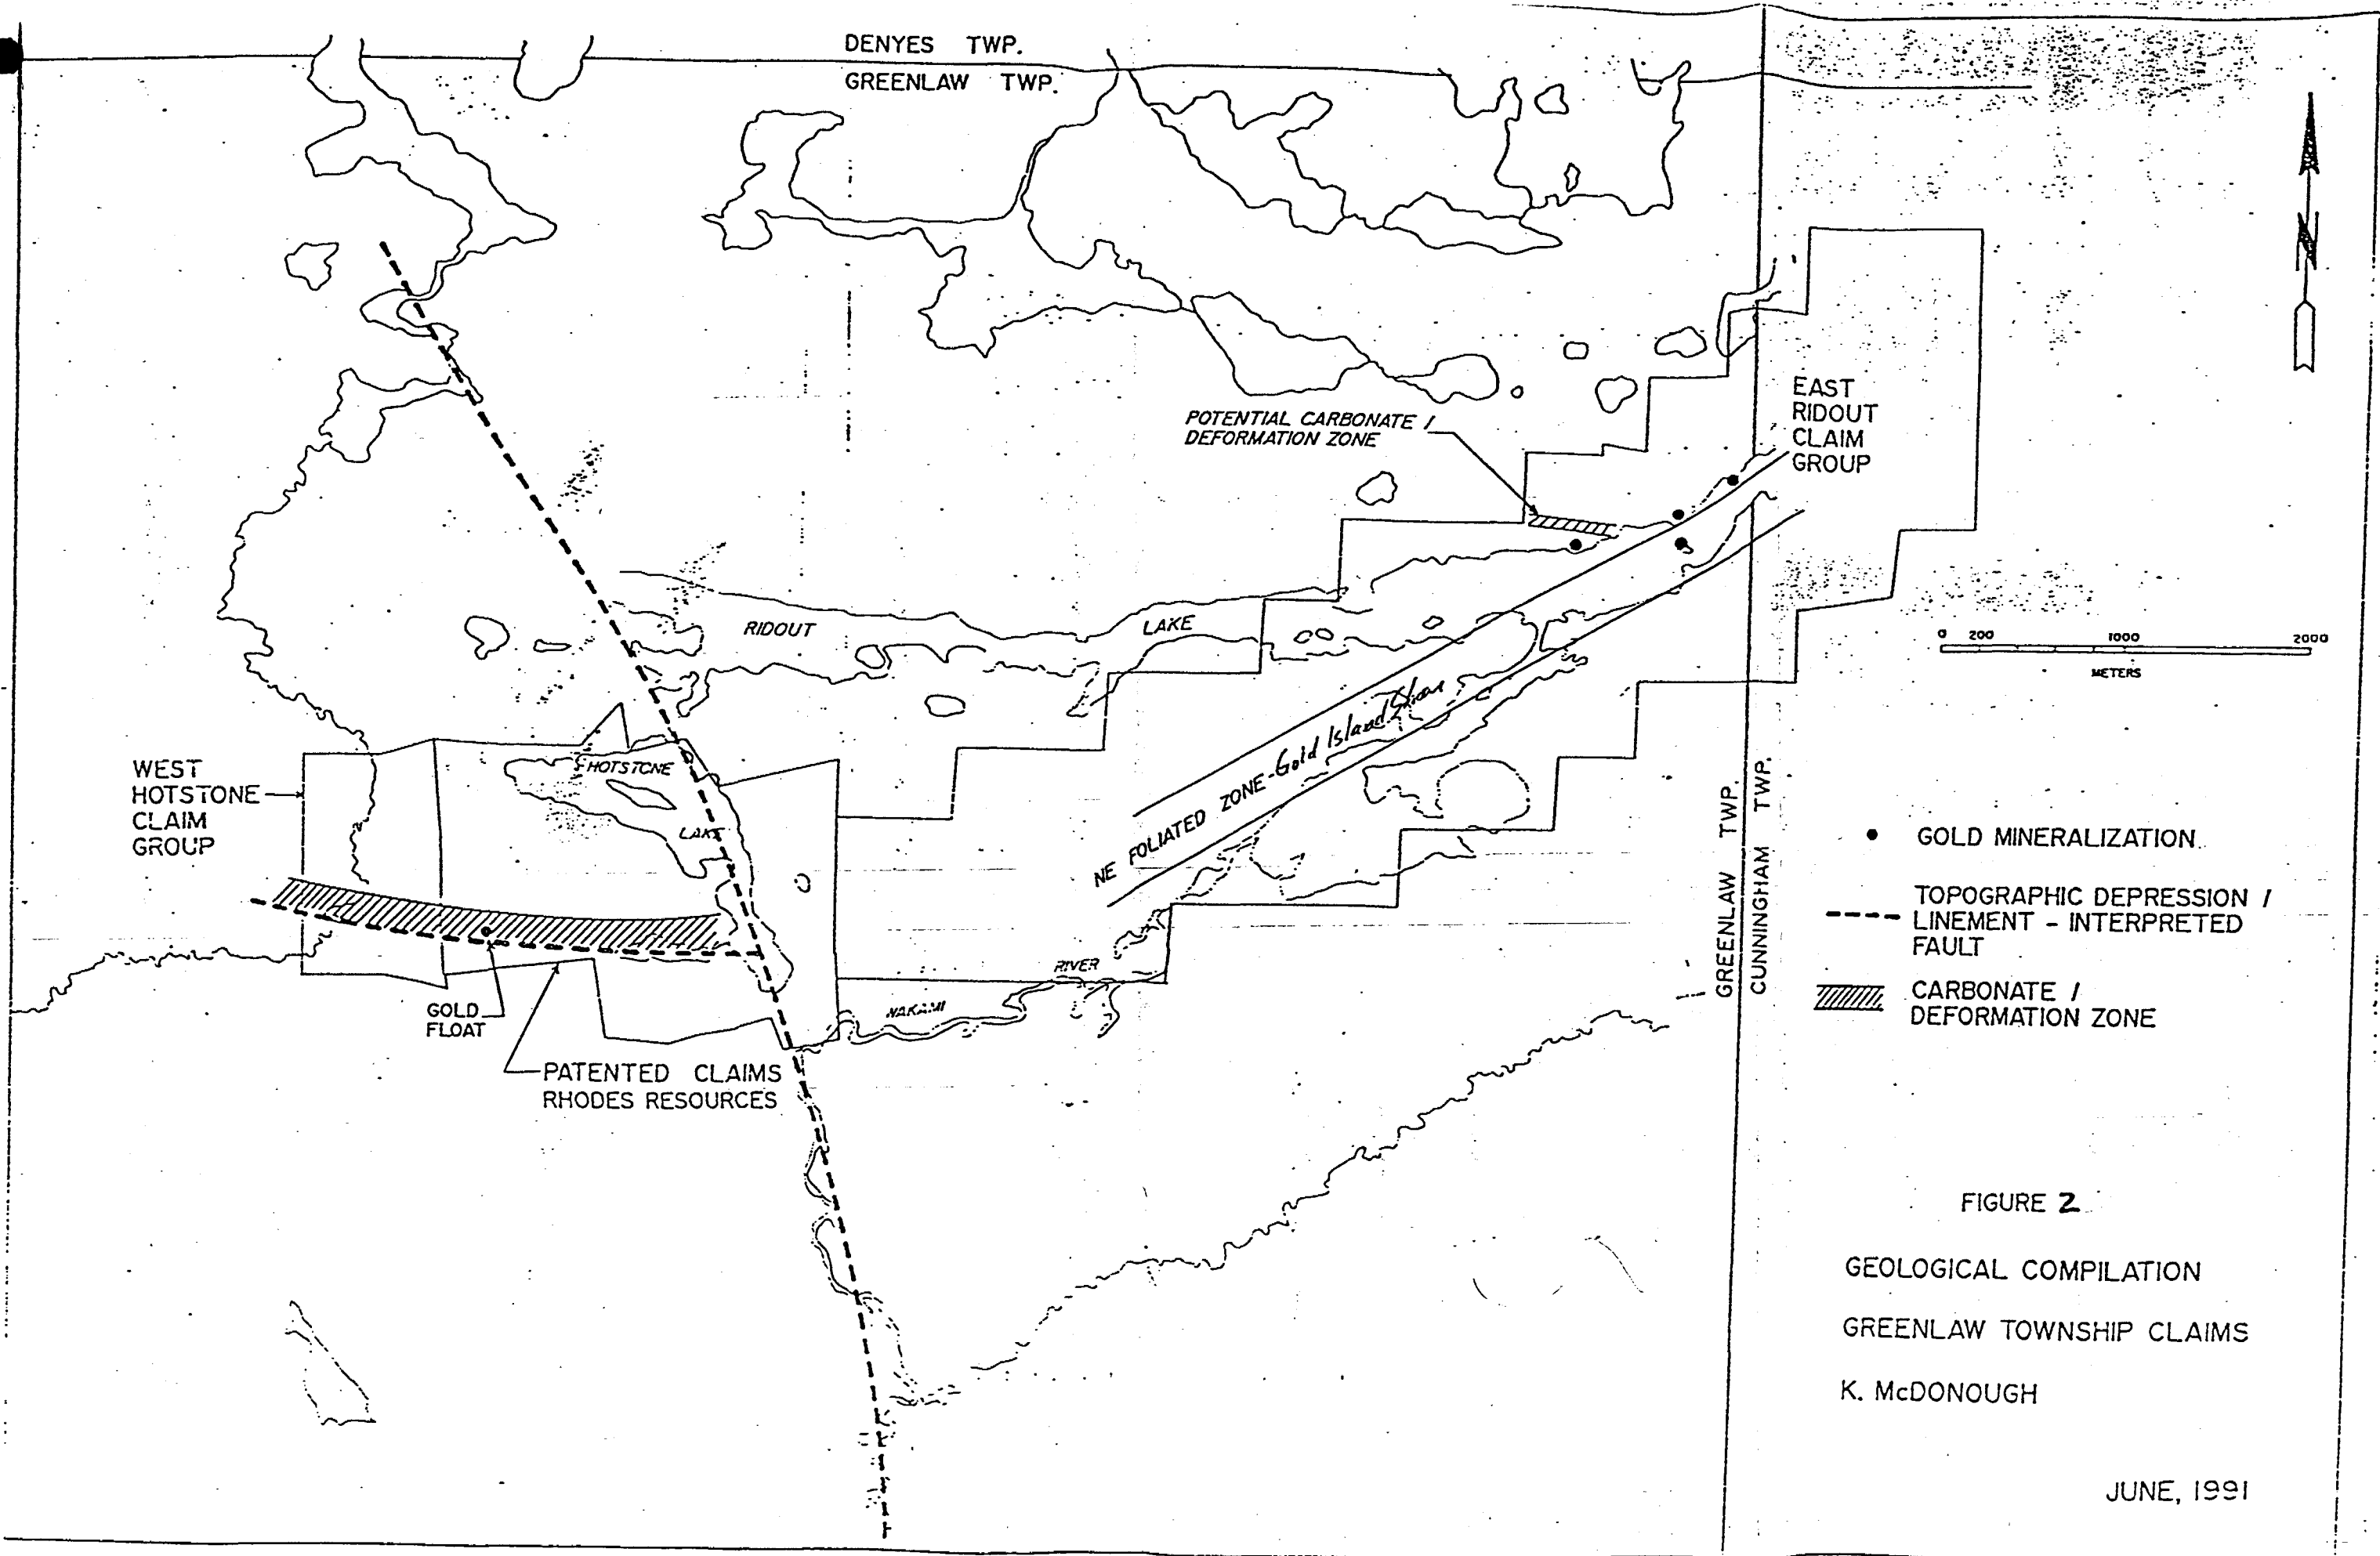 DENYES TWP.
GREENLAW TWP.
N
POTENTIAL CARBONATE /
DEFORMATION ZONE
EAST
RIDOUT
CLAIM
GROUP
RIDOUT LAKE
0 200 1000 2000
METERS
NE FOLIATED ZONE - Gold Island
WEST
HOTSTONE
CLAIM
GROUP
HOTSTONE
LAKE
GOLD
FLOAT
PATENTED CLAIMS
RHODES RESOURCES
NAKAMI RIVER
GREENLAW TWP.
CUNNINGHAM TWP.
GOLD MINERALIZATION
TOPOGRAPHIC DEPRESSION /
LINEMENT - INTERPRETED
FAULT
CARBONATE /
DEFORMATION ZONE
FIGURE 2
GEOLOGICAL COMPILATION
GREENLAW TOWNSHIP CLAIMS
K. McDONOUGH
JUNE, 1991